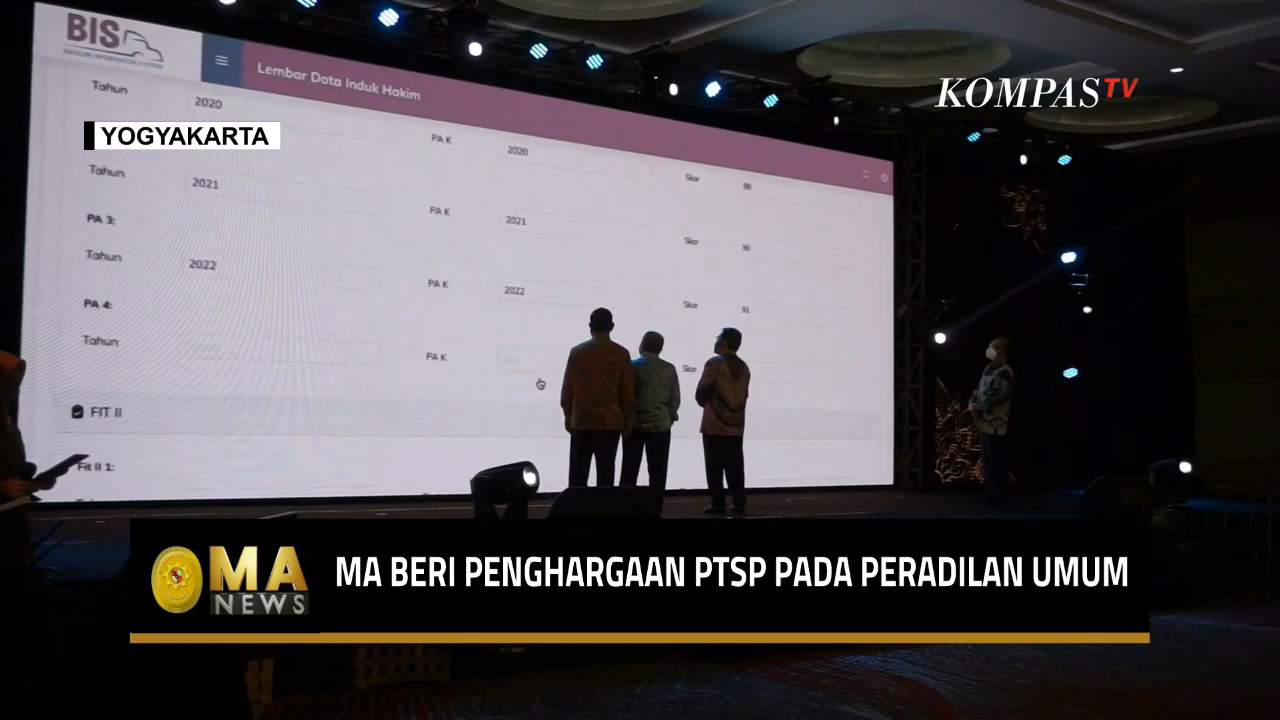 BIS
KOMPAS TV
Lembar Data Induk Hakim
Tahun 2020 PA K 2020 Skor
YOGYAKARTA
Tahun 2021 PA K 2021 Skor 90
PA 3:
Tahun 2022 PA K 2022 Skor 91
PA 4:
Tahun PA K Skor
FIT II
Fit II 1:
MA NEWS
MA BERI PENGHARGAAN PTSP PADA PERADILAN UMUM